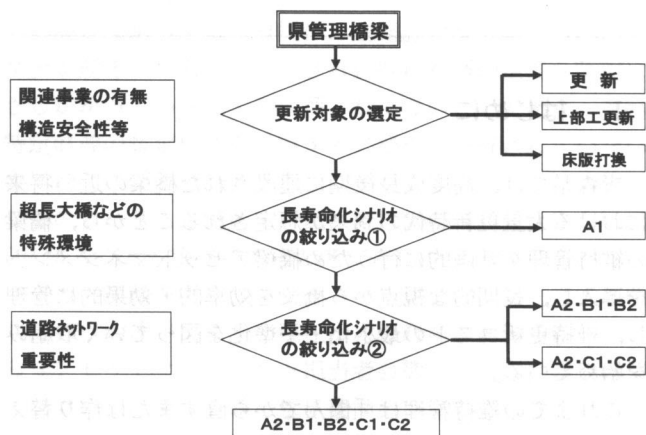 県管理橋梁
関連事業の有無
構造安全性等
更新対象の選定
更 新
上部工更新
床版打換
超長大橋などの
特殊環境
長寿命化シナリオ
の絞り込み①
A1
道路ネットワーク
重要性
長寿命化シナリオ
の絞り込み②
A2・B1・B2
A2・C1・C2
A2・B1・B2・C1・C2